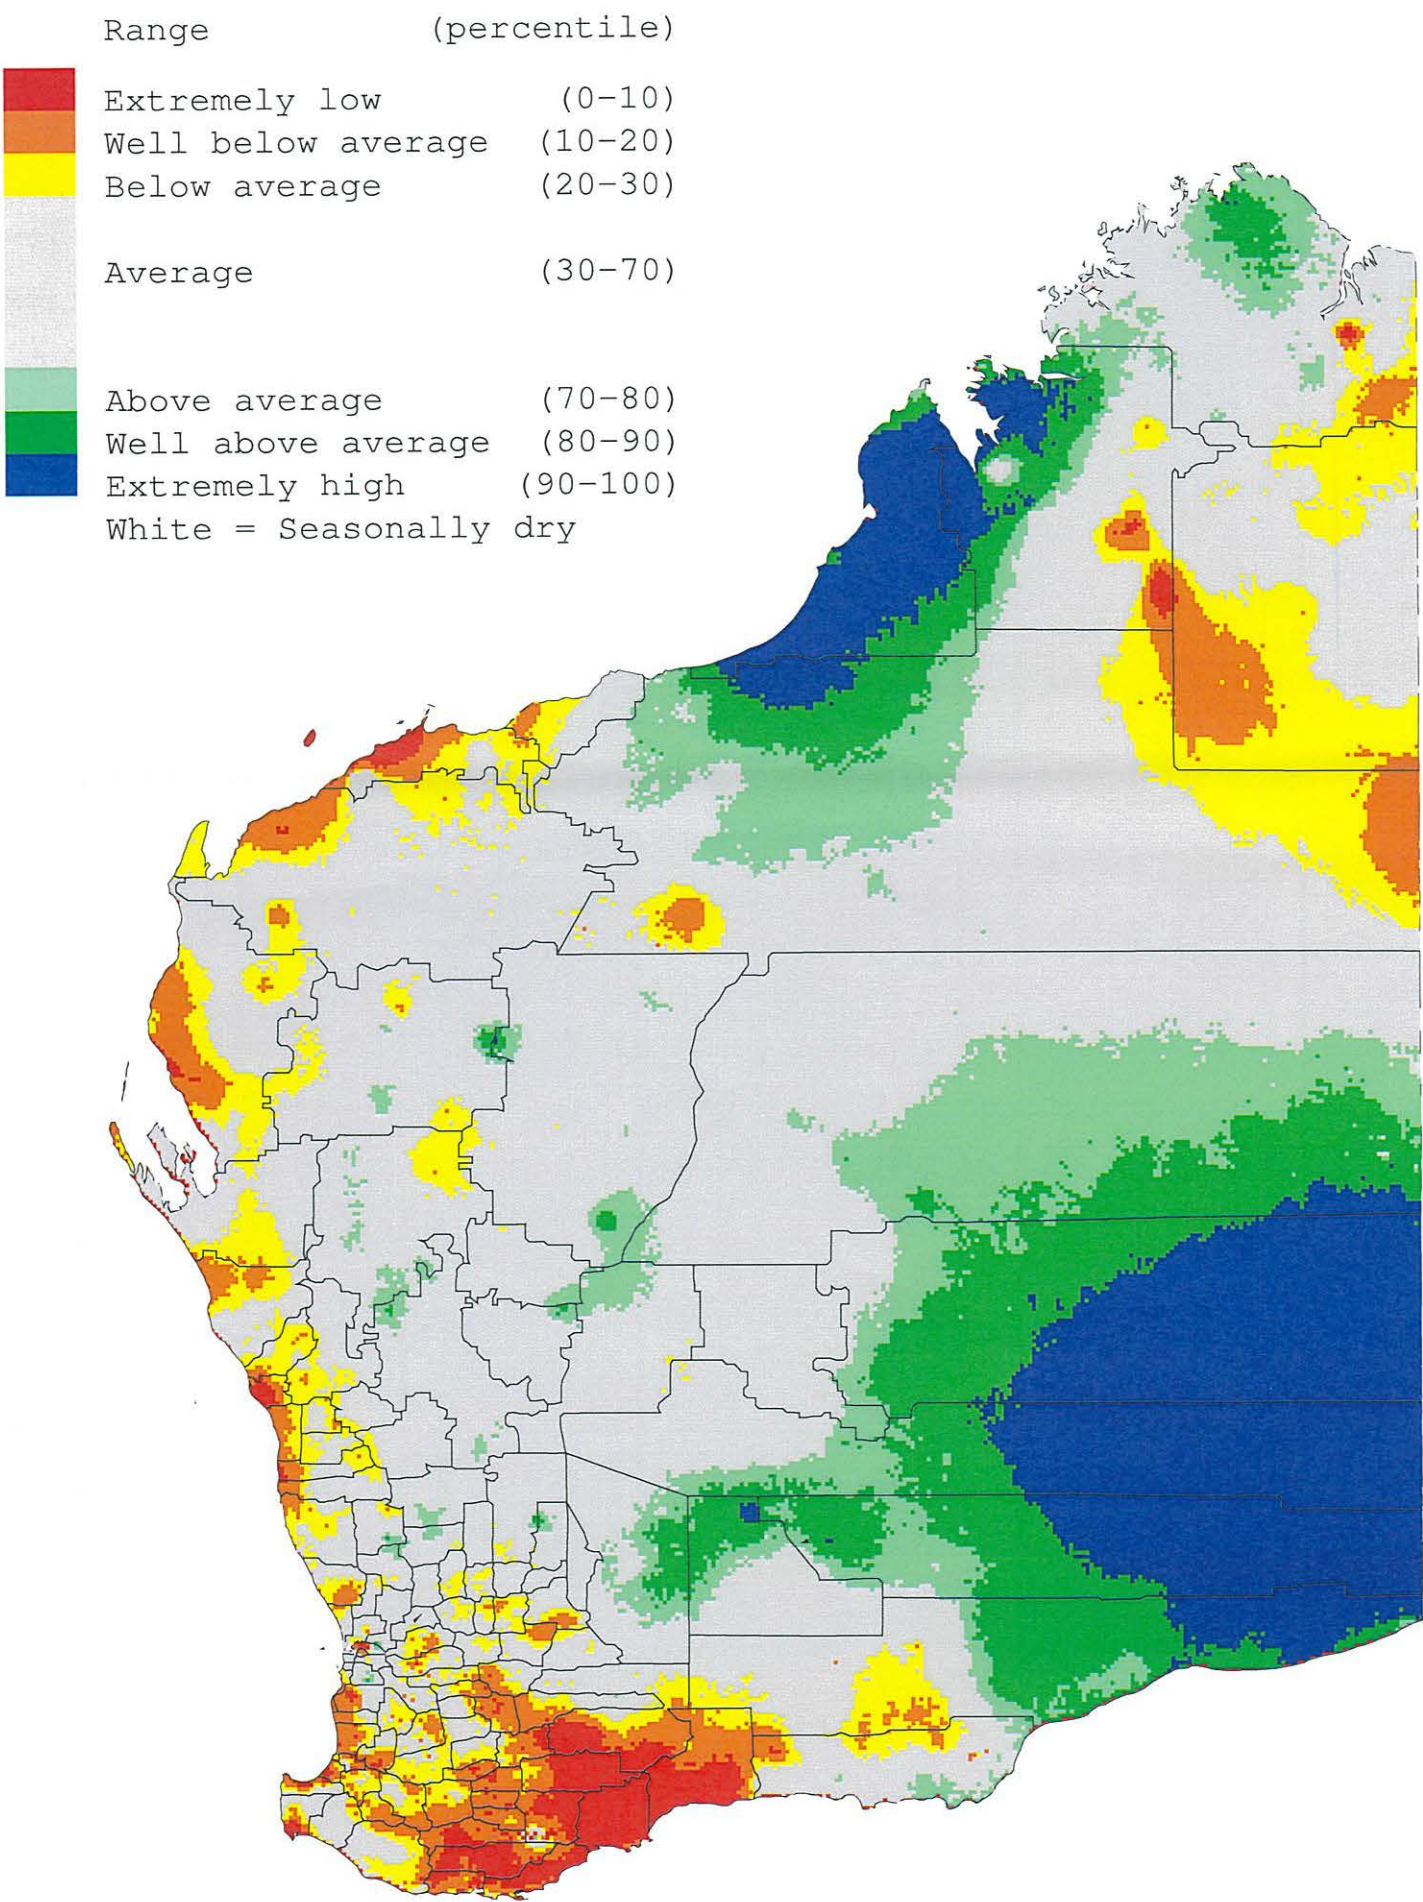 Range (percentile)
Extremely low (0-10)
Well below average (10-20)
Below average (20-30)
Average (30-70)
Above average (70-80)
Well above average (80-90)
Extremely high (90-100)
White = Seasonally dry